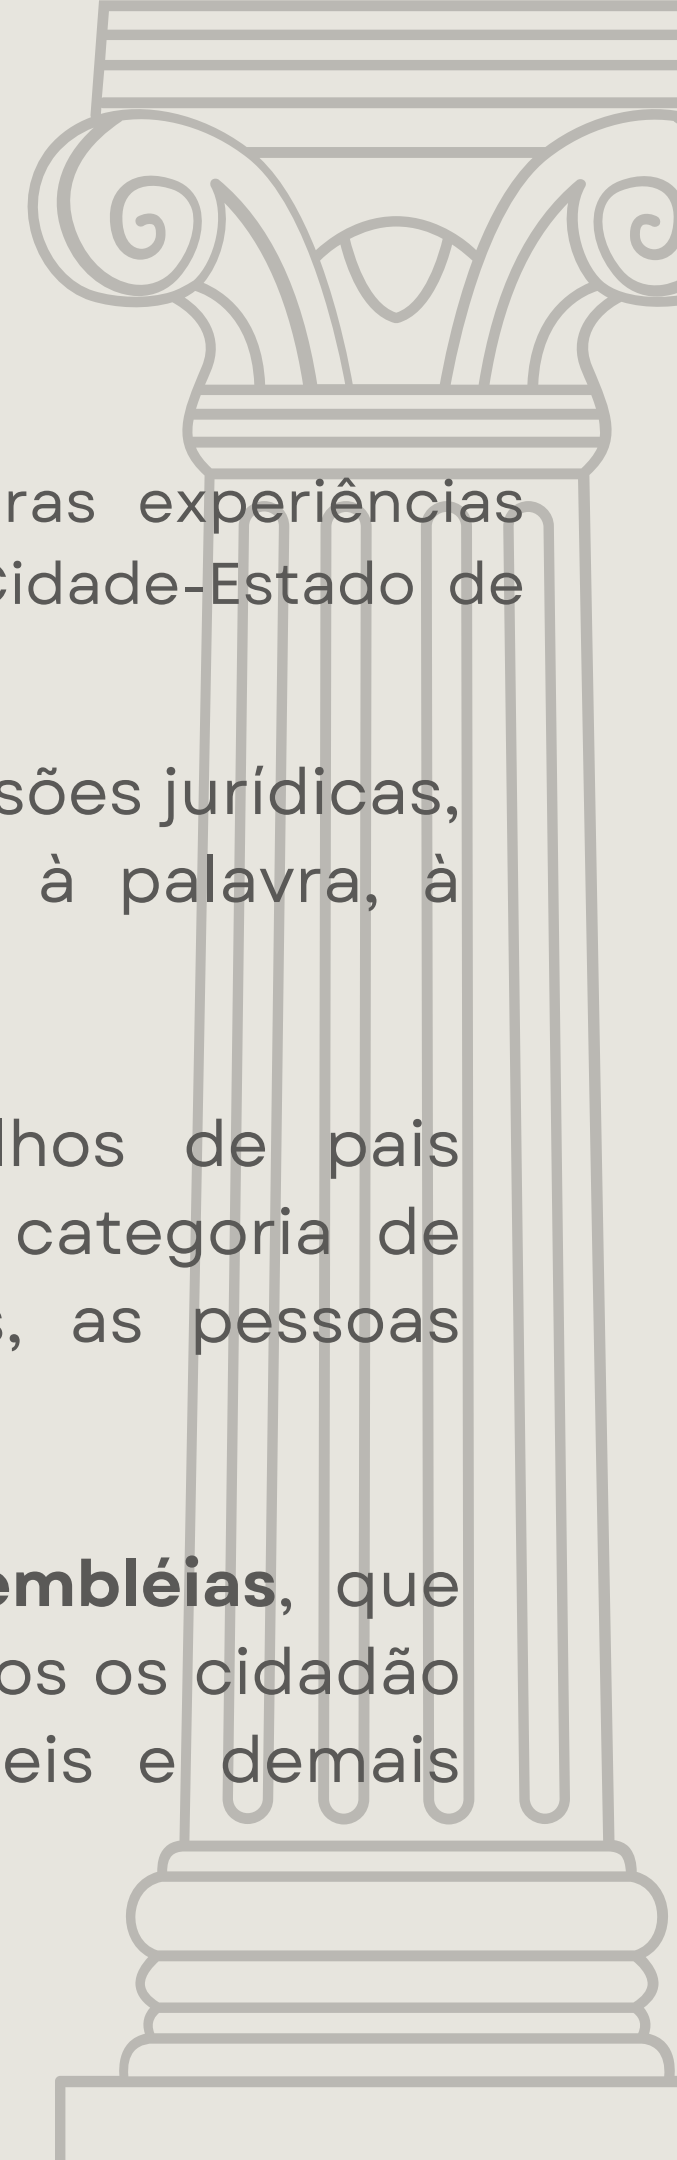 ras experiências
Cidade-Estado de
sões jurídicas,
à palavra, à
lhos de pais
categoria de
s, as pessoas
embléias, que
os os cidadão
eis e demais